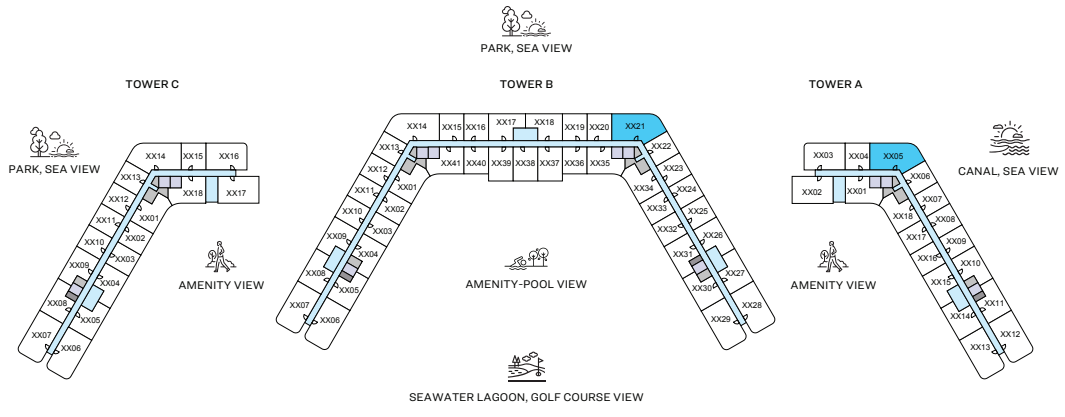 PARK, SEA VIEW
TOWER C
TOWER B
TOWER A
PARK, SEA VIEW
CANAL, SEA VIEW
XX14
XX15
XX16
XX13
XX12
XX11
XX10
XX09
XX08
XX07
XX06
XX05
XX04
XX03
XX02
XX01
XX18
XX17
XX14
XX15
XX16
XX17
XX18
XX19
XX20
XX21
XX22
XX23
XX24
XX25
XX26
XX27
XX28
XX29
XX30
XX31
XX32
XX33
XX34
XX35
XX36
XX37
XX38
XX39
XX40
XX41
XX01
XX02
XX03
XX04
XX05
XX06
XX07
XX08
XX09
XX10
XX11
XX12
XX13
XX03
XX04
XX05
XX06
XX07
XX08
XX09
XX10
XX11
XX12
XX13
XX14
XX15
XX16
XX17
XX18
XX01
XX02
AMENITY VIEW
AMENITY-POOL VIEW
AMENITY VIEW
SEAWATER LAGOON, GOLF COURSE VIEW